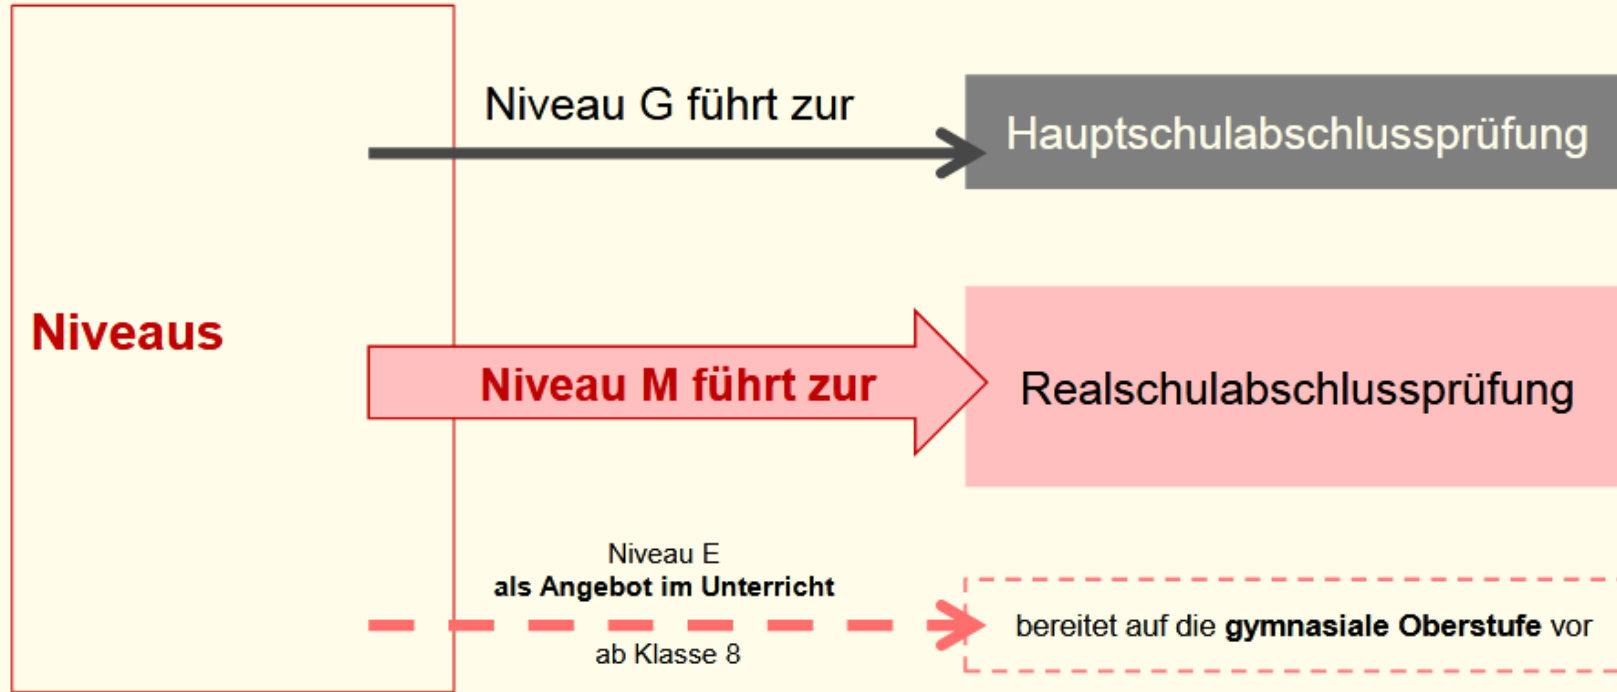 Niveau G führt zur
Hauptschulabschlussprüfung
Niveaus
Niveau M führt zur
Realschulabschlussprüfung
Niveau E
als Angebot im Unterricht
ab Klasse 8
bereitet auf die gymnasiale Oberstufe vor